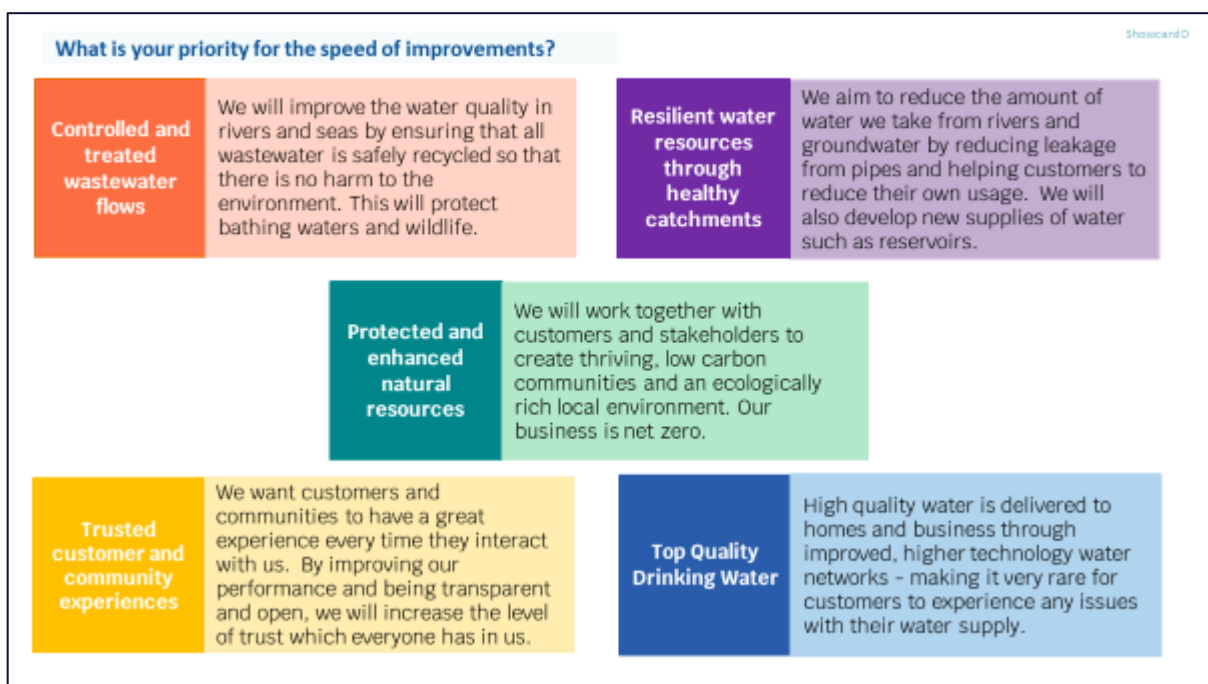 What is your priority for the speed of improvements?
Showcard D
Controlled and
treated
wastewater
flows
We will improve the water quality in
rivers and seas by ensuring that all
wastewater is safely recycled so that
there is no harm to the
environment. This will protect
bathing waters and wildlife.
Resilient water
resources
through
healthy
catchments
We aim to reduce the amount of
water we take from rivers and
groundwater by reducing leakage
from pipes and helping customers to
reduce their own usage. We will
also develop new supplies of water
such as reservoirs.
Protected and
enhanced
natural
resources
We will work together with
customers and stakeholders to
create thriving, low carbon
communities and an ecologically
rich local environment. Our
business is net zero.
Trusted
customer and
community
experiences
We want customers and
communities to have a great
experience every time they interact
with us. By improving our
performance and being transparent
and open, we will increase the level
of trust which everyone has in us.
Top Quality
Drinking Water
High quality water is delivered to
homes and business through
improved, higher technology water
networks - making it very rare for
customers to experience any issues
with their water supply.